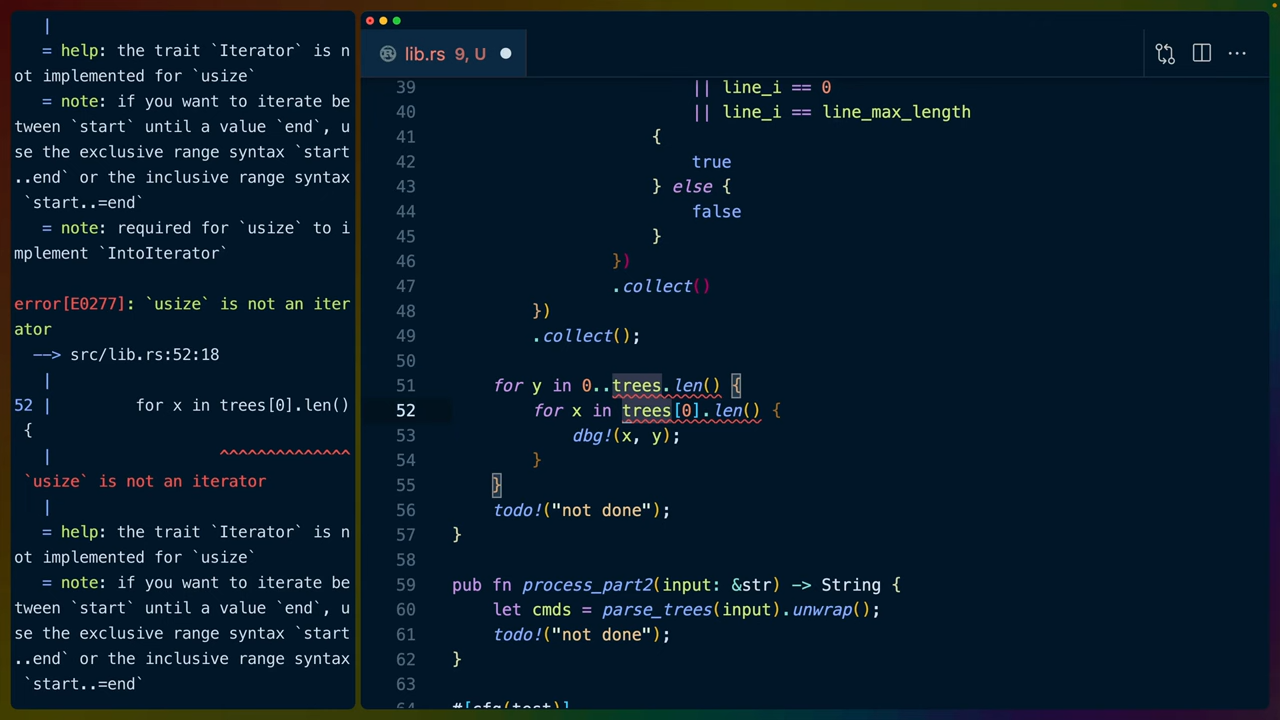 |
= help: the trait `Iterator` is n
ot implemented for `usize`
= note: if you want to iterate be
tween `start` until a value `end`, u
se the exclusive range syntax `start
..end` or the inclusive range syntax
`start..=end`
= note: required for `usize` to i
mplement `IntoIterator`
error[E0277]: `usize` is not an iter
ator
--> src/lib.rs:52:18
|
52 | for x in trees[0].len()
{
| ^^^^^^^^^^^^^^
`usize` is not an iterator
|
= help: the trait `Iterator` is n
ot implemented for `usize`
= note: if you want to iterate be
tween `start` until a value `end`, u
se the exclusive range syntax `start
..end` or the inclusive range syntax
`start..=end`
lib.rs 9, U
39 || line_i == 0
40 || line_i == line_max_length
41 {
42 true
43 } else {
44 false
45 }
46 })
47 .collect()
48 })
49 .collect();
50
51 for y in 0..trees.len() {
52 for x in trees[0].len() {
53 dbg!(x, y);
54 }
55 }
56 todo!("not done");
57 }
58
59 pub fn process_part2(input: &str) -> String {
60 let cmds = parse_trees(input).unwrap();
61 todo!("not done");
62 }
63
64 #[cfg(test)]